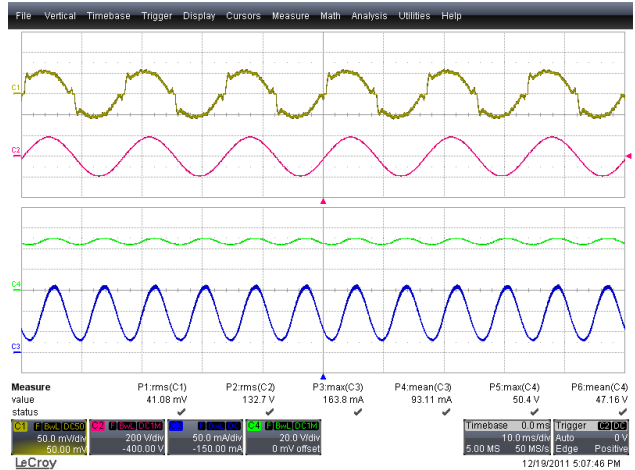 File Vertical Timebase Trigger Display Cursors Measure Math Analysis Utilities Help
C1
C2
C4
C3
Measure P1:rms(C1) P2:rms(C2) P3:max(C3) P4:mean(C3) P5:max(C4) P6:mean(C4)
value 41.08 mV 132.7 V 163.8 mA 93.11 mA 50.4 V 47.16 V
status
C1 F BwL DC50 C2 F BwL DC1M F BwL DC C4 F BwL DC1M Timebase 0.0 ms Trigger C2 DC
50.0 mV/div 200 V/div 50.0 mA/div 20.0 V/div 10.0 ms/div Auto 0 V
50.00 mV -400.00 V -150.00 mA 0 mV offset 5.00 MS 50 MS/s Edge Positive
LeCroy 12/19/2011 5:07:46 PM